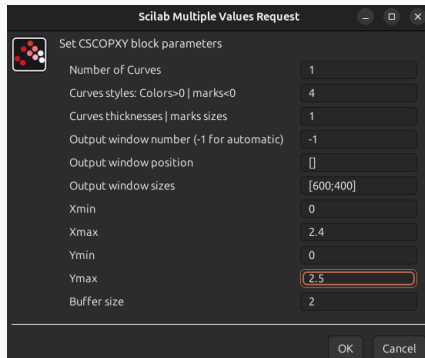 Scilab Multiple Values Request
Set CSCOPXY block parameters
Number of Curves 1
Curves styles: Colors>0 | marks<0 4
Curves thicknesses | marks sizes 1
Output window number (-1 for automatic) -1
Output window position []
Output window sizes [600;400]
Xmin 0
Xmax 2.4
Ymin 0
Ymax 2.5
Buffer size 2
OK Cancel